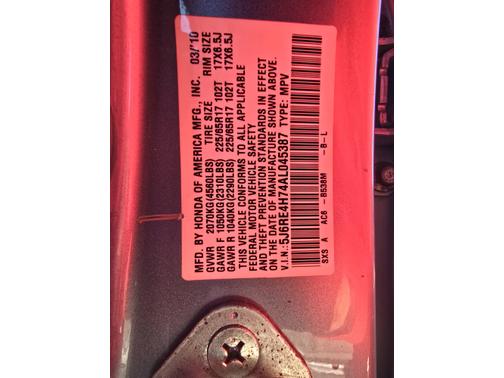 MFD. BY HONDA OF AMERICA MFG., INC. 03/10
GVWR 2070KG(4560LBS) TIRE SIZE RIM SIZE
GAWR F 1050KG(2310LBS) 225/65R17 102T 17X6.5J
GAWR R 1040KG(2290LBS) 225/65R17 102T 17X6.5J
THIS VEHICLE CONFORMS TO ALL APPLICABLE
FEDERAL MOTOR VEHICLE SAFETY
AND THEFT PREVENTION STANDARDS IN EFFECT
ON THE DATE OF MANUFACTURE SHOWN ABOVE.
V.I.N.:5J6RE4H74AL045387 TYPE: MPV
SXS A AC6 -B538M -B-L